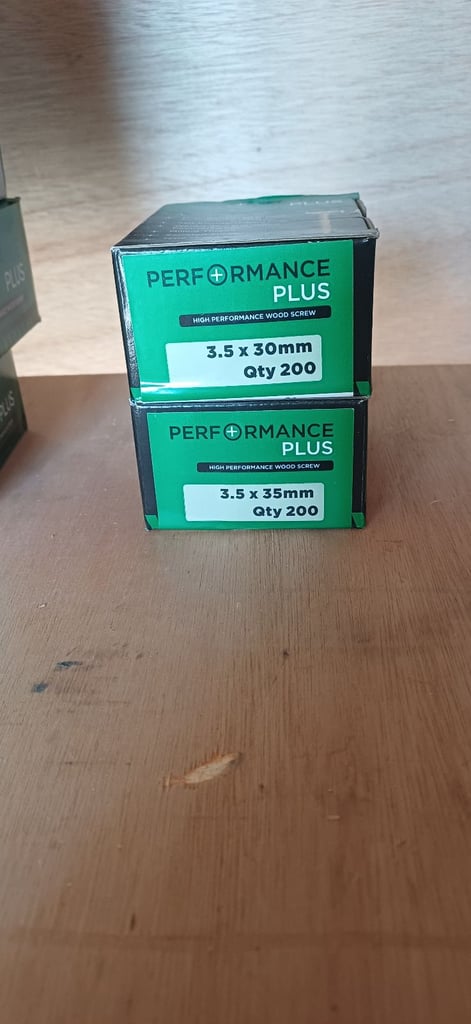 PLUS
PERFORMANCE
PLUS
HIGH PERFORMANCE WOOD SCREW
3.5 x 30mm
Qty 200
PERFORMANCE
PLUS
HIGH PERFORMANCE WOOD SCREW
3.5 x 35mm
Qty 200
PLUS
PLUS